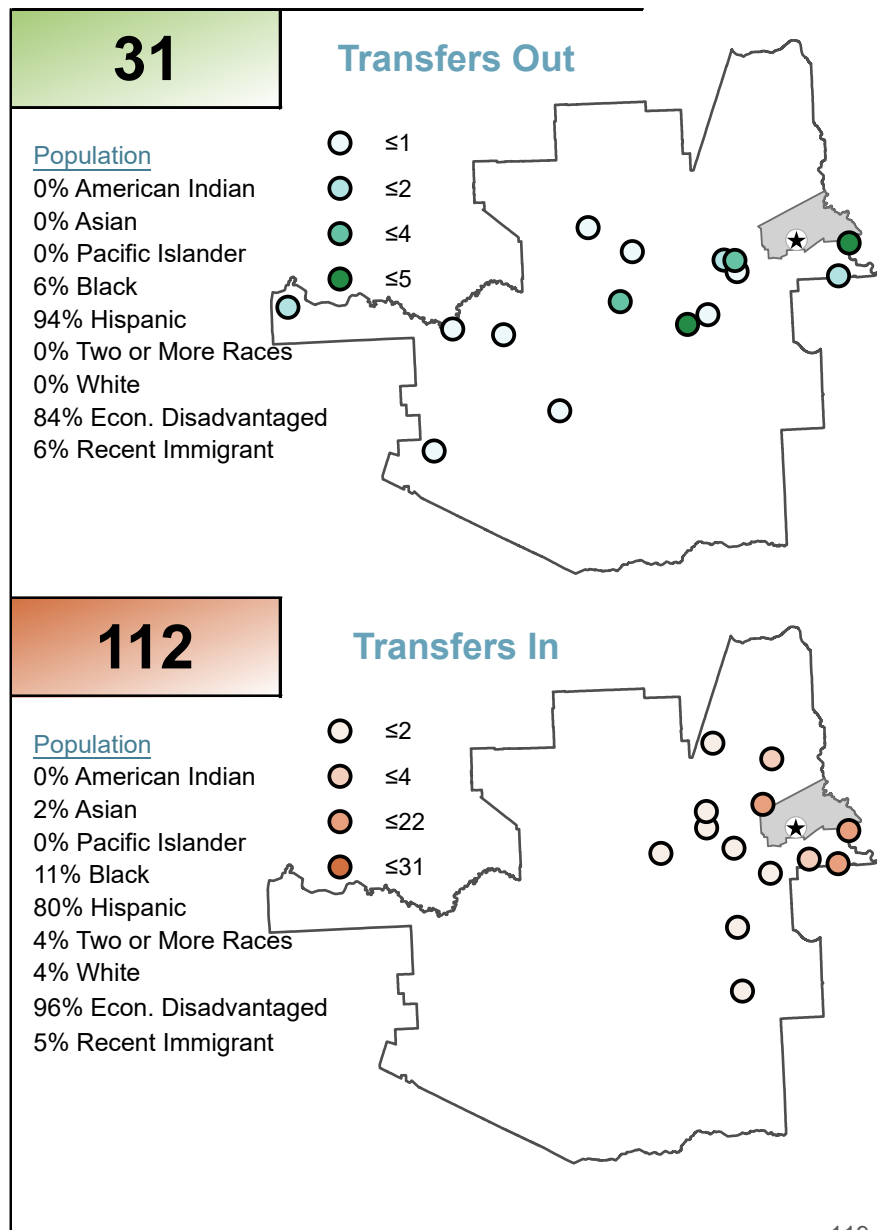 31
Transfers Out
Population
0% American Indian
0% Asian
0% Pacific Islander
6% Black
94% Hispanic
0% Two or More Races
0% White
84% Econ. Disadvantaged
6% Recent Immigrant
≤1
≤2
≤4
≤5
112
Transfers In
Population
0% American Indian
2% Asian
0% Pacific Islander
11% Black
80% Hispanic
4% Two or More Races
4% White
96% Econ. Disadvantaged
5% Recent Immigrant
≤2
≤4
≤22
≤31